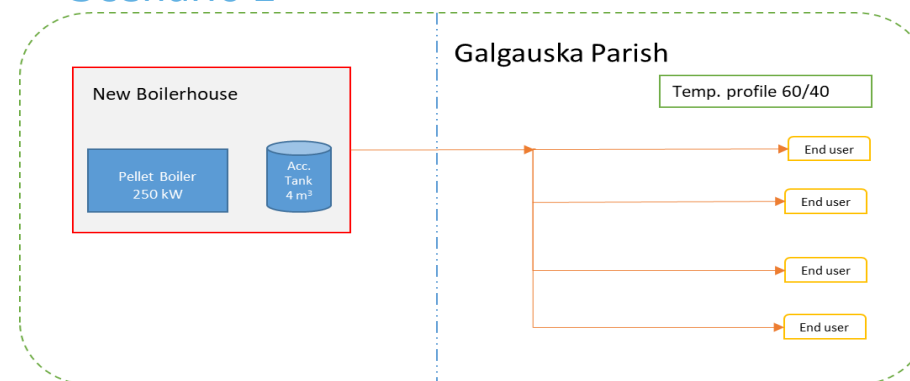 Galgauska Parish
New Boilerhouse
Temp. profile 60/40
Pellet Boiler
250 kW
Acc.
Tank
4 m³
End user
End user
End user
End user